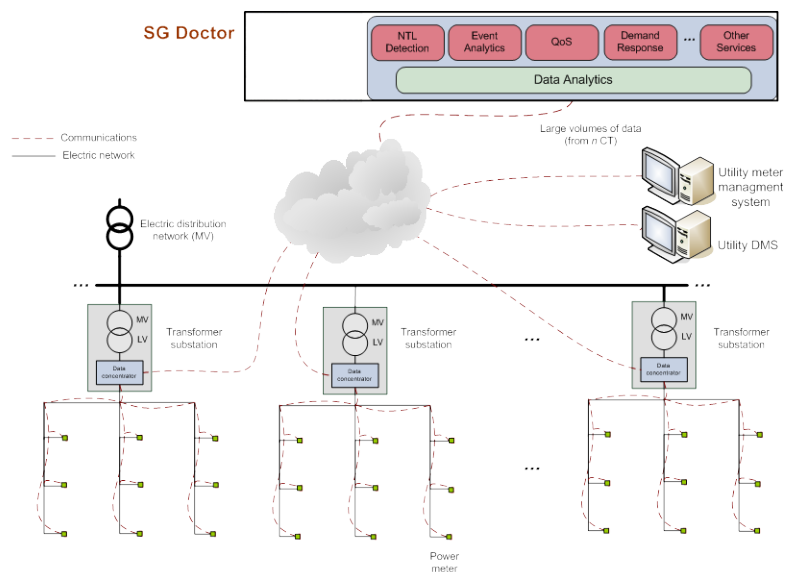 SG Doctor
NTL
Detection
Event
Analytics
QoS
Demand
Response
...
Other
Services
Data Analytics
Communications
Electric network
Large volumes of data
(from n CT)
Utility meter
managment
system
Utility DMS
Electric distribution
network (MV)
...
...
MV
LV
Data
concentrator
Transformer
substation
MV
LV
Data
concentrator
Transformer
substation
...
MV
LV
Data
concentrator
Transformer
substation
...
Power
meter